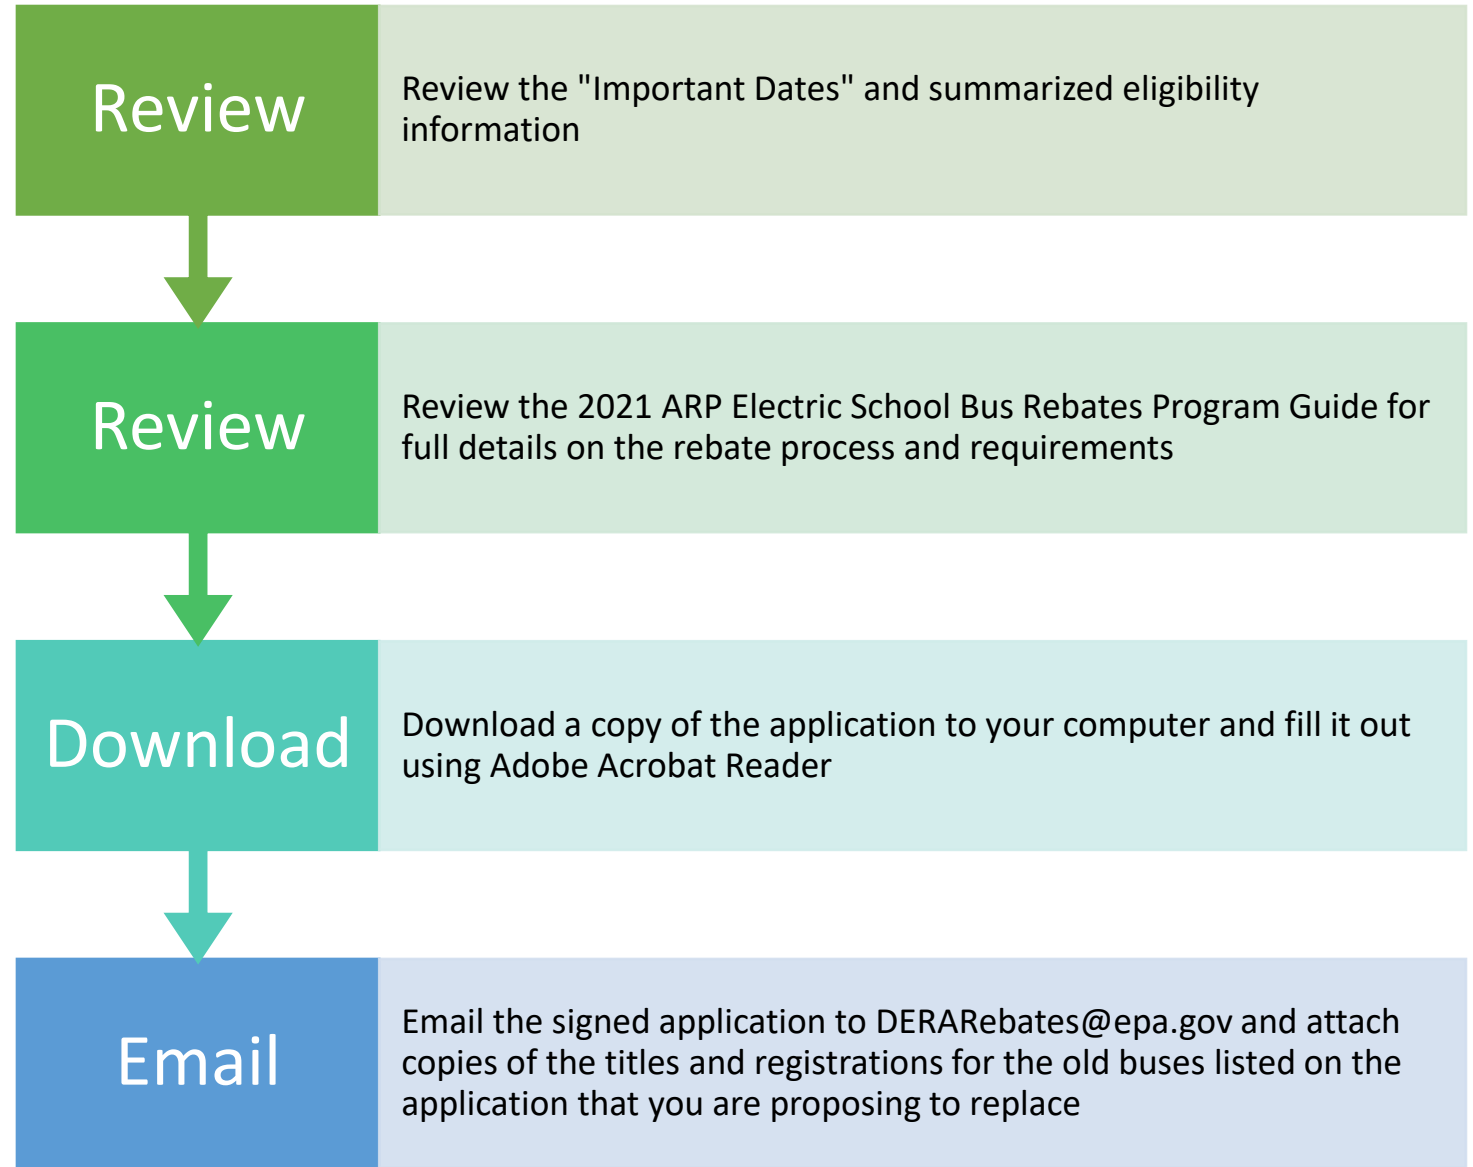 Review
Review the "Important Dates" and summarized eligibility
information
Review
Review the 2021 ARP Electric School Bus Rebates Program Guide for
full details on the rebate process and requirements
Download
Download a copy of the application to your computer and fill it out
using Adobe Acrobat Reader
Email
Email the signed application to DERARebates@epa.gov and attach
copies of the titles and registrations for the old buses listed on the
application that you are proposing to replace